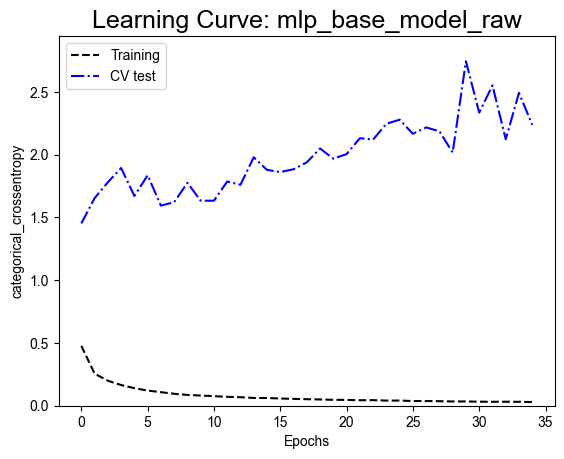 Learning Curve: mlp_base_model_raw
Training
CV test
categorical_crossentropy
2.5
2.0
1.5
1.0
0.5
0.0
0 5 10 15 20 25 30 35
Epochs